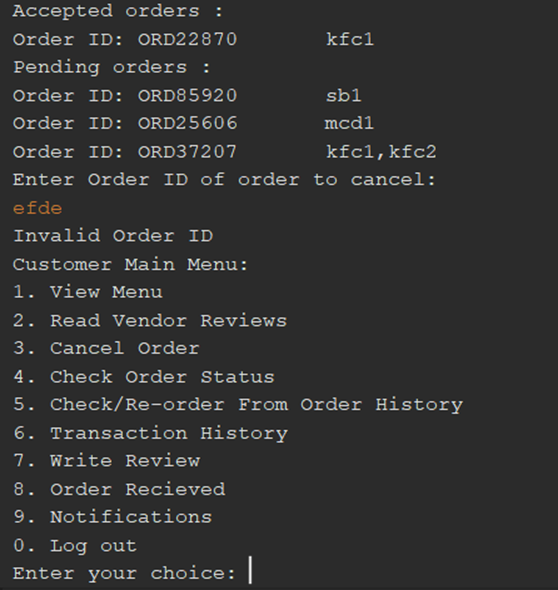 Accepted orders :
Order ID: ORD22870 kfc1
Pending orders :
Order ID: ORD85920 sb1
Order ID: ORD25606 mcd1
Order ID: ORD37207 kfc1,kfc2
Enter Order ID of order to cancel:
efde
Invalid Order ID
Customer Main Menu:
1. View Menu
2. Read Vendor Reviews
3. Cancel Order
4. Check Order Status
5. Check/Re-order From Order History
6. Transaction History
7. Write Review
8. Order Recieved
9. Notifications
0. Log out
Enter your choice: